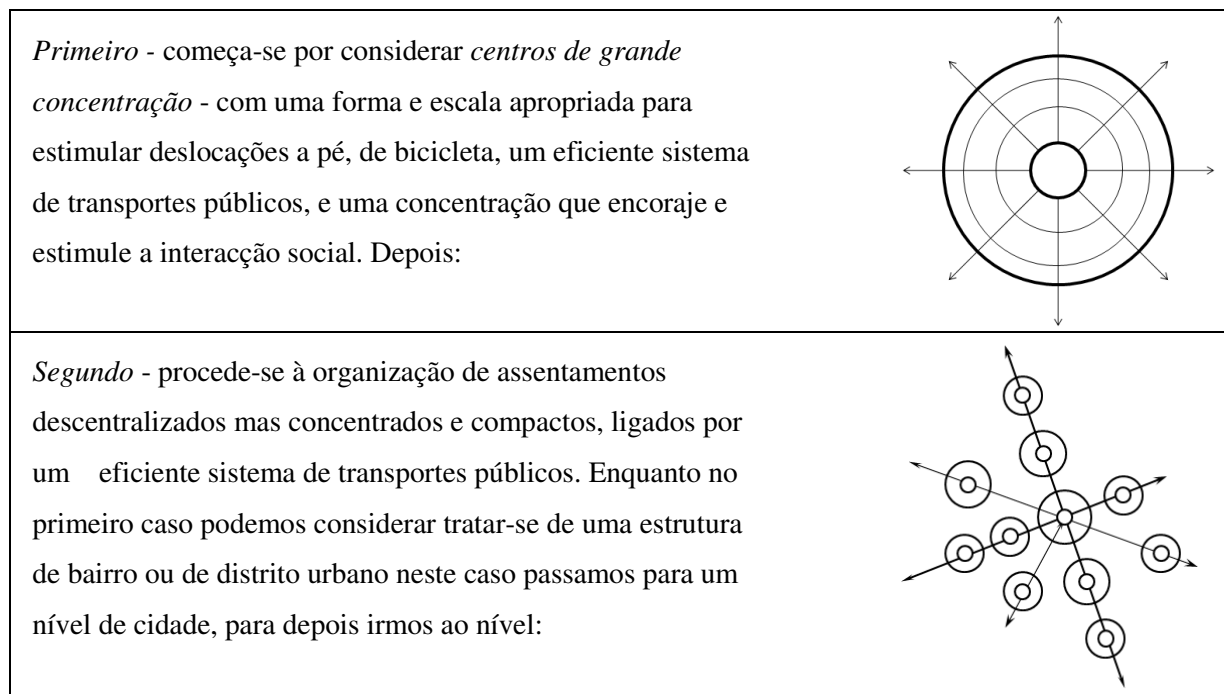 Primeiro - começa-se por considerar centros de grande
concentração - com uma forma e escala apropriada para
estimular deslocações a pé, de bicicleta, um eficiente sistema
de transportes públicos, e uma concentração que encoraje e
estimule a interacção social. Depois:
Segundo - procede-se à organização de assentamentos
descentralizados mas concentrados e compactos, ligados por
um eficiente sistema de transportes públicos. Enquanto no
primeiro caso podemos considerar tratar-se de uma estrutura
de bairro ou de distrito urbano neste caso passamos para um
nível de cidade, para depois irmos ao nível: